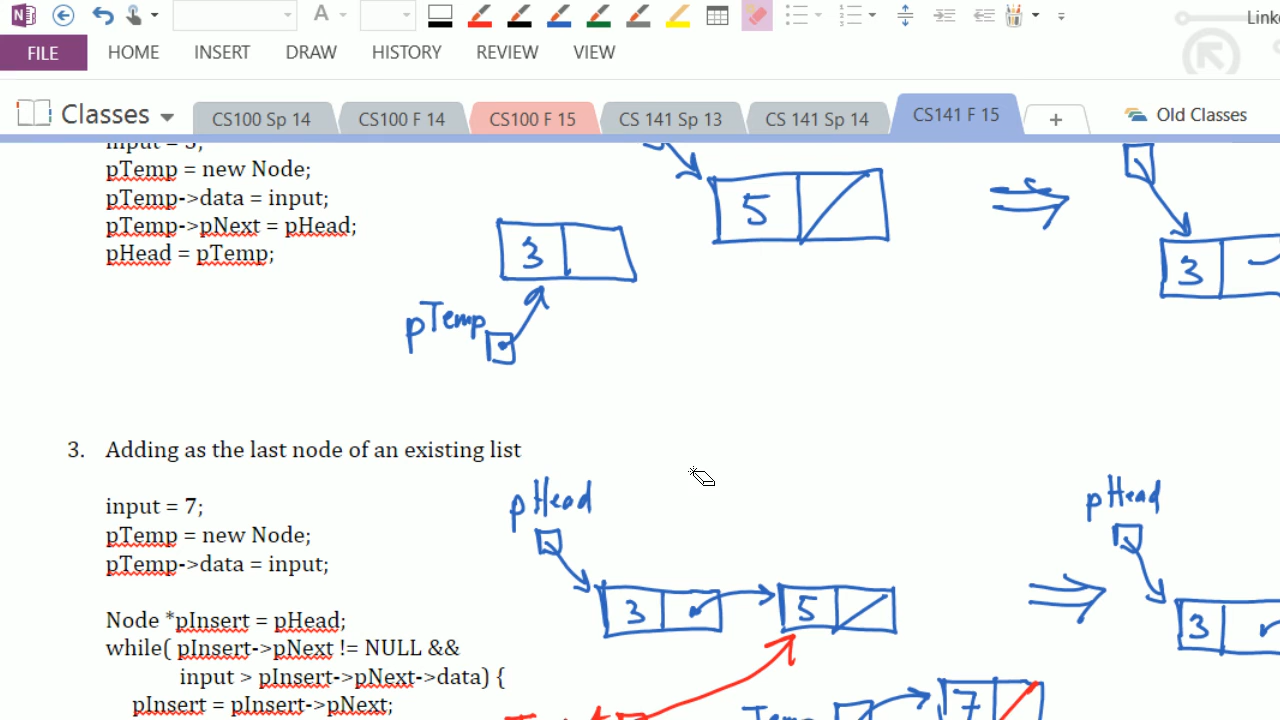 Linke
FILE HOME INSERT DRAW HISTORY REVIEW VIEW
Classes CS100 Sp 14 CS100 F 14 CS100 F 15 CS 141 Sp 13 CS 141 Sp 14 CS141 F 15 + Old Classes
pTemp = new Node;
pTemp->data = input;
pTemp->pNext = pHead;
pHead = pTemp;
5
3
3
pTemp
3. Adding as the last node of an existing list
input = 7;
pTemp = new Node;
pTemp->data = input;
pHead
pHead
3 5
3
Node *pInsert = pHead;
while( pInsert->pNext != NULL &&
input > pInsert->pNext->data) {
pInsert = pInsert->pNext;
7